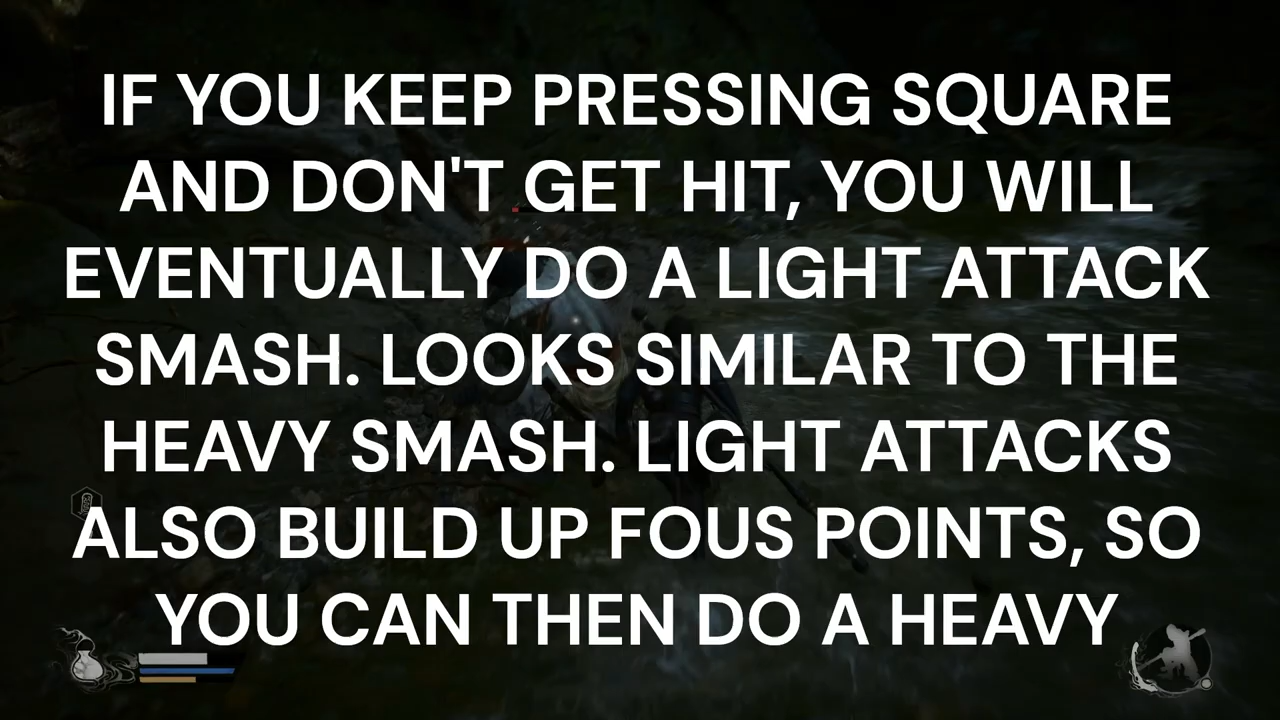 IF YOU KEEP PRESSING SQUARE
AND DON'T GET HIT, YOU WILL
EVENTUALLY DO A LIGHT ATTACK
SMASH. LOOKS SIMILAR TO THE
HEAVY SMASH. LIGHT ATTACKS
ALSO BUILD UP FOUS POINTS, SO
YOU CAN THEN DO A HEAVY